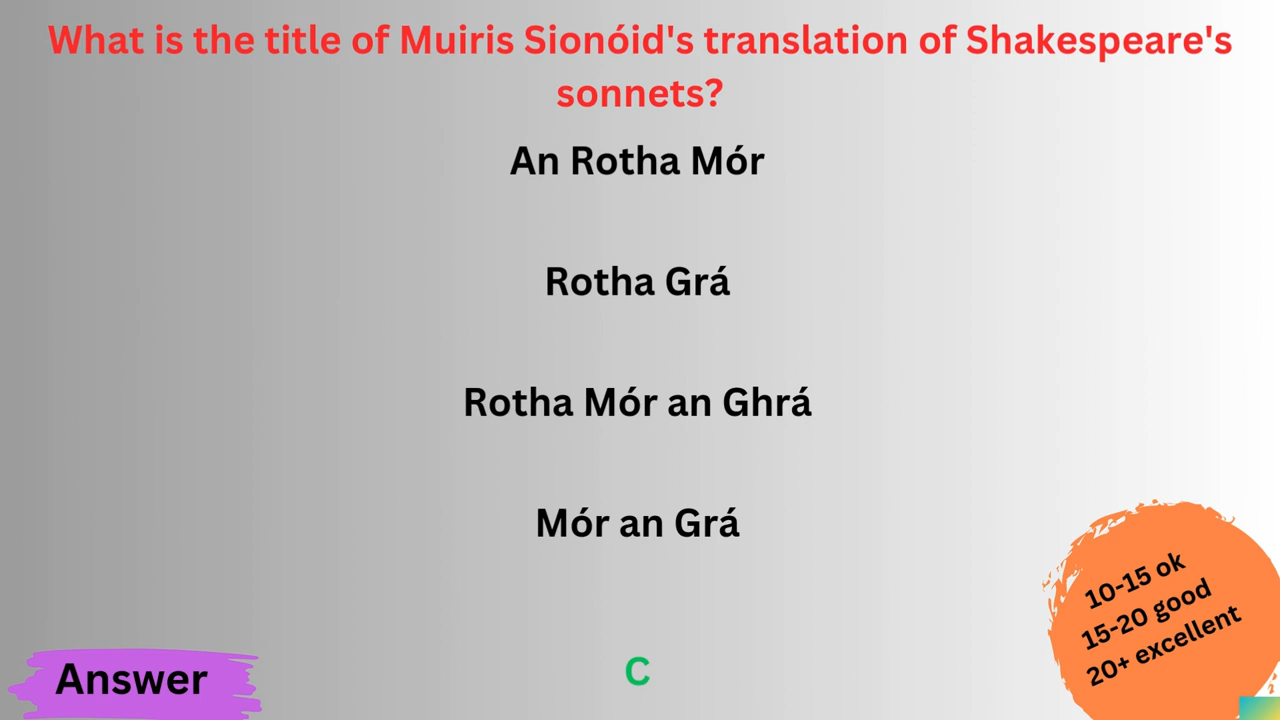 What is the title of Muiris Sionóid's translation of Shakespeare's
sonnets?
An Rotha Mór
Rotha Grá
Rotha Mór an Ghrá
Mór an Grá
Answer
C
10-15 ok
15-20 good
20+ excellent